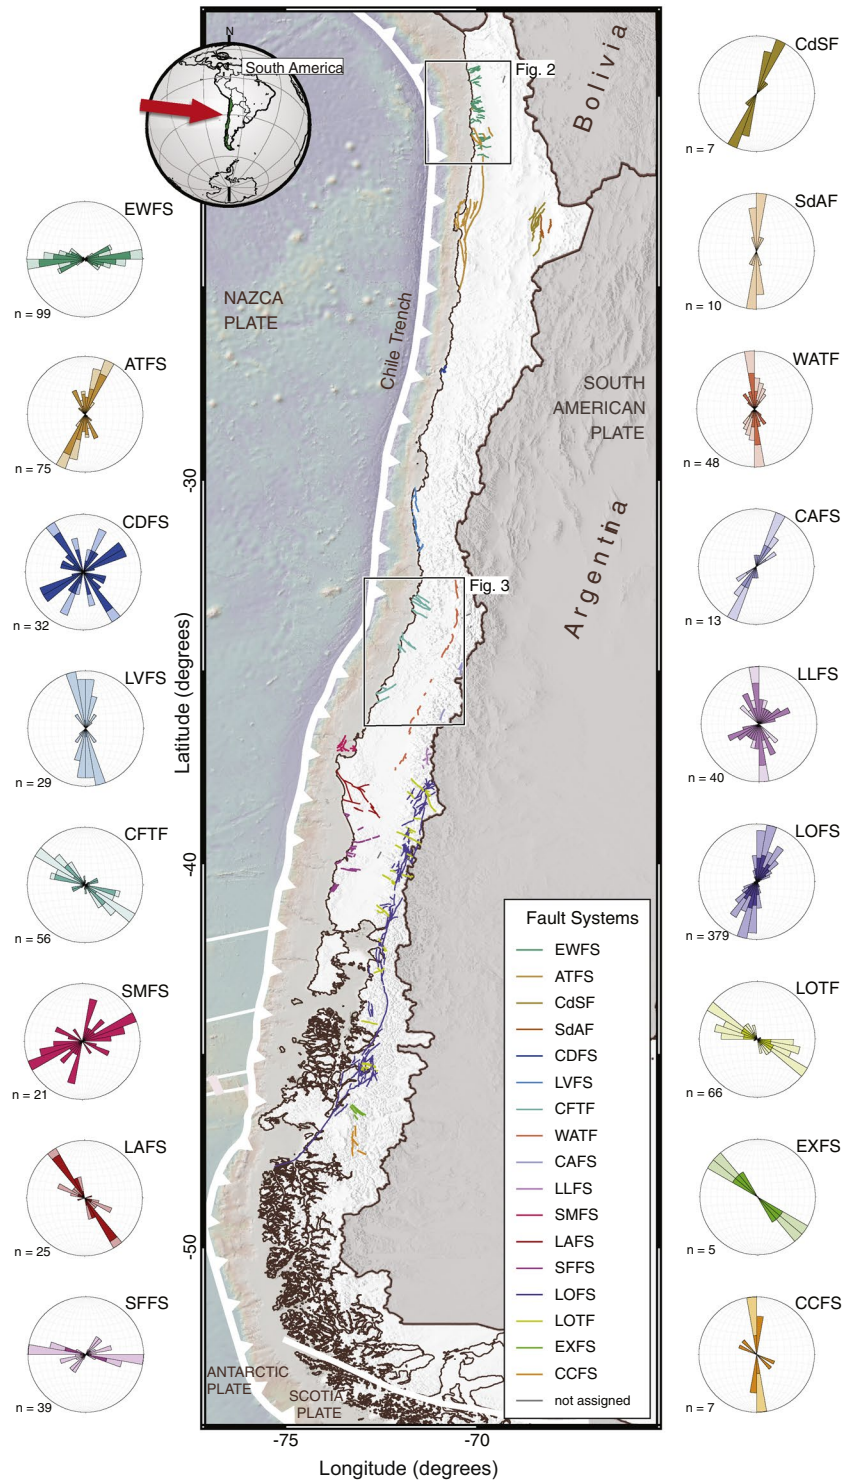 N
South America
Fig. 2
Bolivia
CdSF
n = 7
EWFS
n = 99
SdAF
n = 10
NAZCA
PLATE
Chile Trench
ATFS
n = 75
SOUTH
AMERICAN
PLATE
WATF
n = 48
-30
CDFS
n = 32
Argentina
CAFS
n = 13
Fig. 3
LVFS
n = 29
Latitude (degrees)
LLFS
n = 40
CFTF
n = 56
-40
LOFS
n = 379
SMFS
n = 21
LOTF
n = 66
LAFS
n = 25
EXFS
n = 5
-50
SFFS
n = 39
CCFS
n = 7
Fault Systems
EWFS
ATFS
CdSF
SdAF
CDFS
LVFS
CFTF
WATF
CAFS
LLFS
SMFS
LAFS
SFFS
LOFS
LOTF
EXFS
CCFS
not assigned
ANTARCTIC
PLATE
SCOTIA
PLATE
-75
-70
Longitude (degrees)